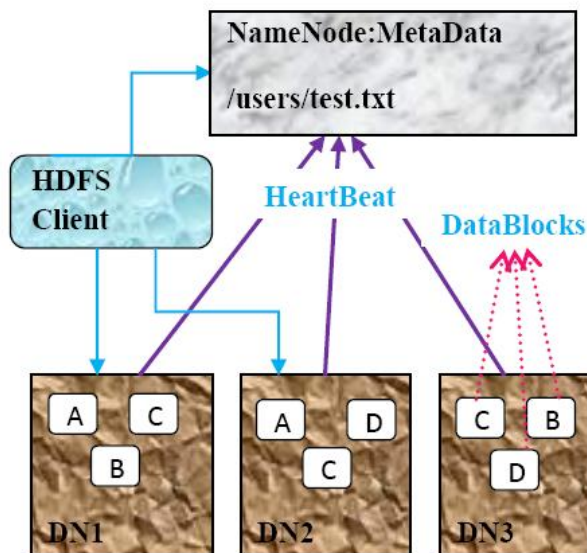 NameNode:MetaData
/users/test.txt
HDFS
Client
HeartBeat
DataBlocks
A C
B
DN1
A D
C
DN2
C B
D
DN3